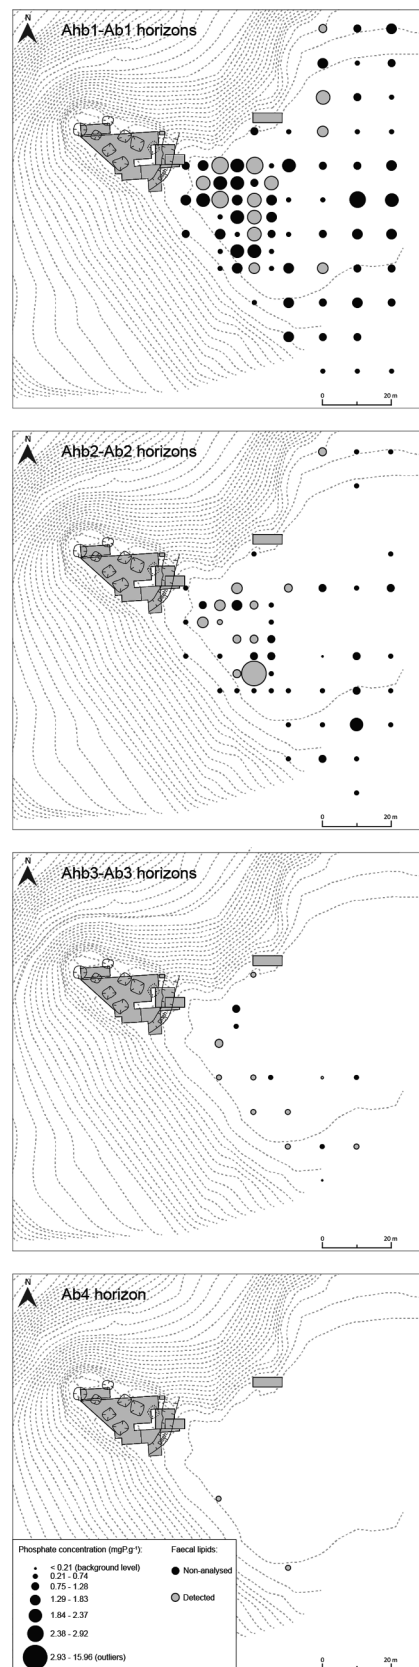 Ahb1-Ab1 horizons
N
0
20 m
Ahb2-Ab2 horizons
N
0
20 m
Ahb3-Ab3 horizons
N
0
20 m
Ab4 horizon
N
Phosphate concentration (mgP.g-¹):
< 0.21 (background level)
0.21 - 0.74
0.75 - 1.28
1.29 - 1.83
1.84 - 2.37
2.38 - 2.92
2.93 - 15.96 (outliers)
Faecal lipids:
Non-analysed
Detected
0
20 m